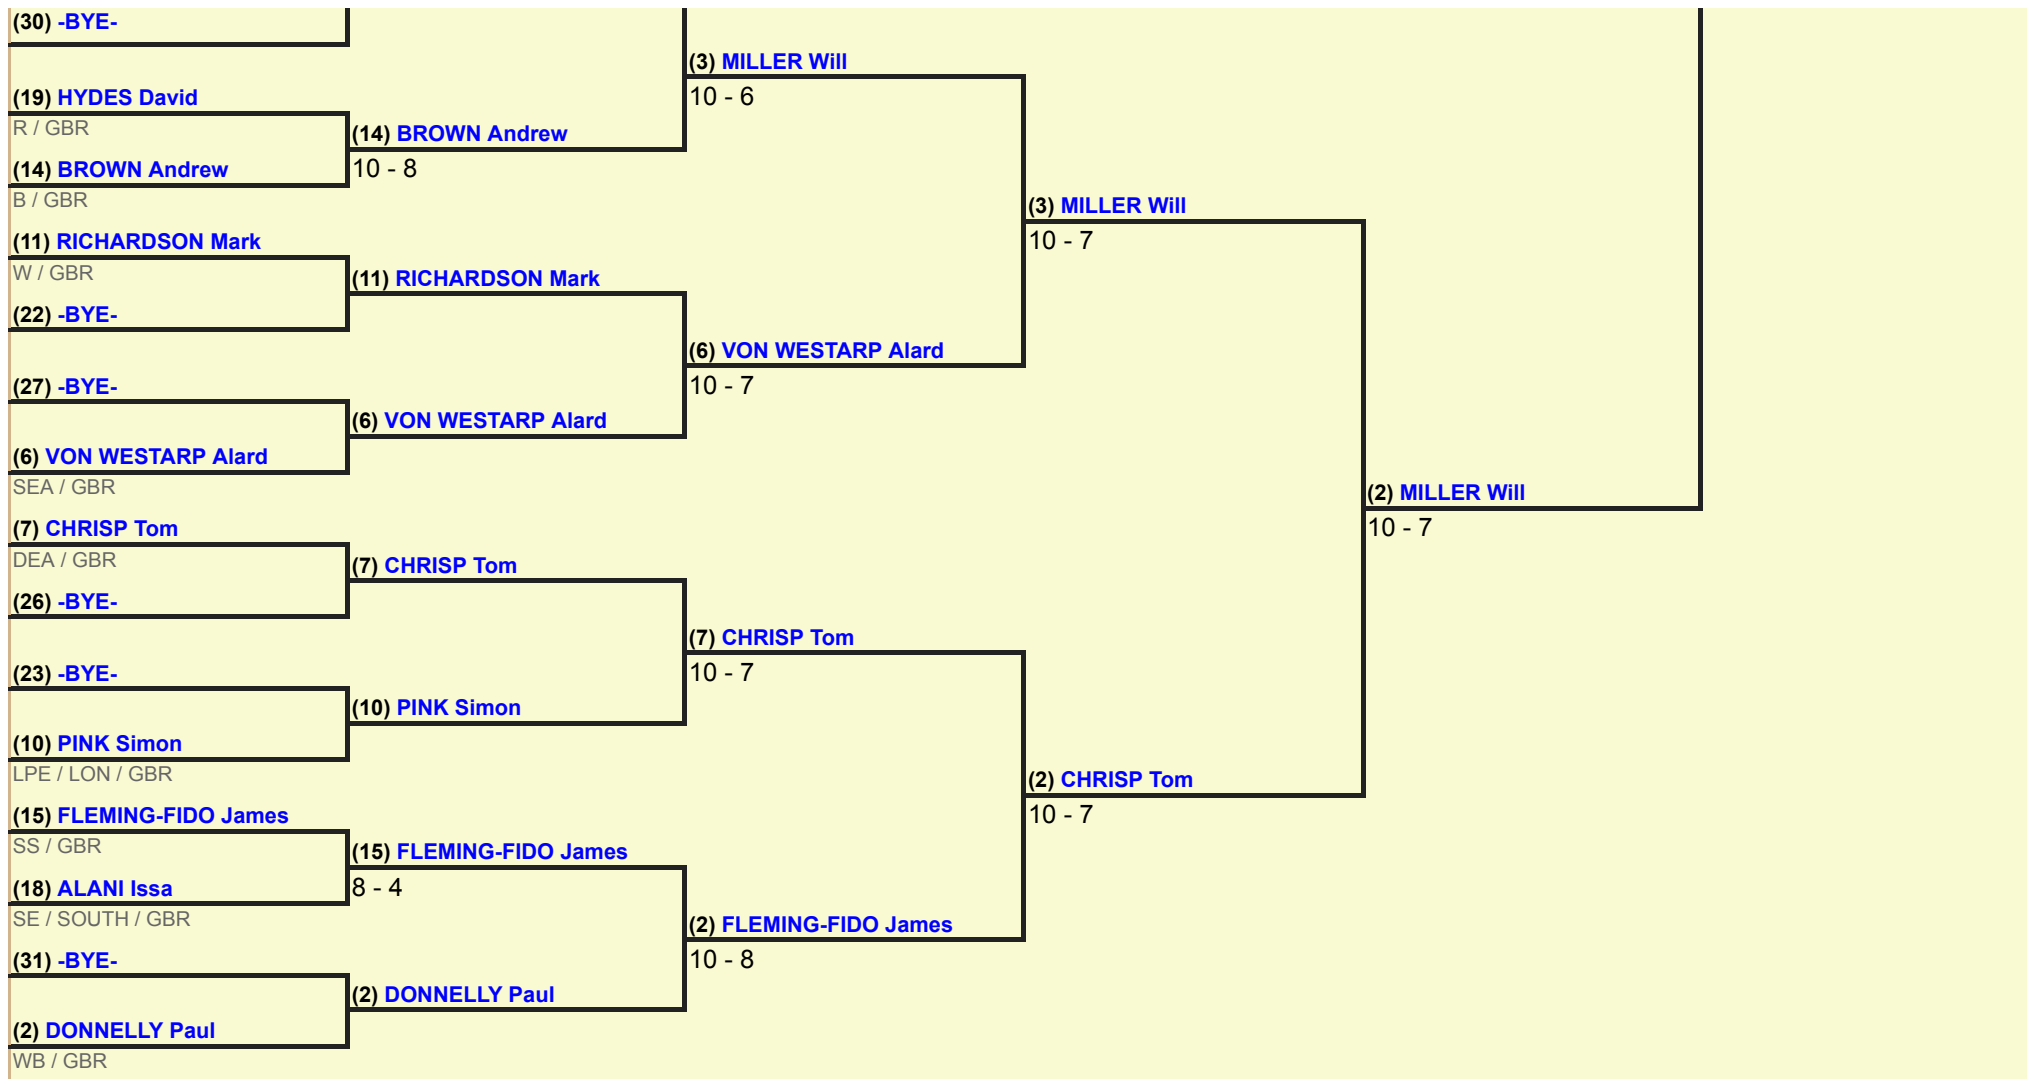 (30) -BYE-
(19) HYDES David
R / GBR
(14) BROWN Andrew
B / GBR
(11) RICHARDSON Mark
W / GBR
(22) -BYE-
(27) -BYE-
(6) VON WESTARP Alard
SEA / GBR
(7) CHRISP Tom
DEA / GBR
(26) -BYE-
(23) -BYE-
(10) PINK Simon
LPE / LON / GBR
(15) FLEMING-FIDO James
SS / GBR
(18) ALANI Issa
SE / SOUTH / GBR
(31) -BYE-
(2) DONNELLY Paul
WB / GBR
(14) BROWN Andrew
10 - 8
(11) RICHARDSON Mark
(6) VON WESTARP Alard
(7) CHRISP Tom
(10) PINK Simon
(15) FLEMING-FIDO James
8 - 4
(2) DONNELLY Paul
(3) MILLER Will
10 - 6
(6) VON WESTARP Alard
10 - 7
(7) CHRISP Tom
10 - 7
(2) FLEMING-FIDO James
10 - 8
(3) MILLER Will
10 - 7
(2) CHRISP Tom
10 - 7
(2) MILLER Will
10 - 7